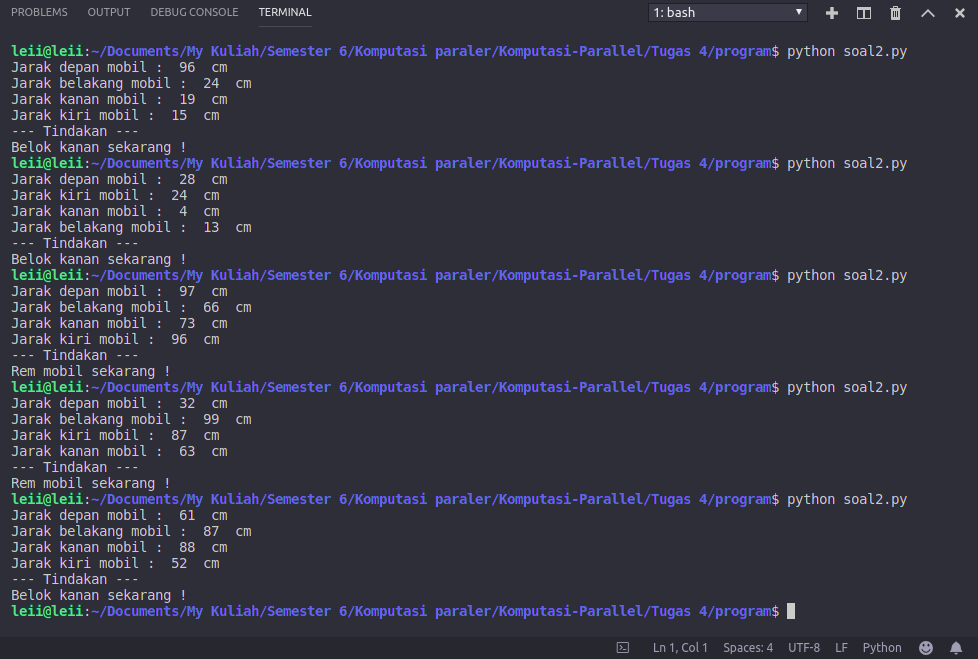 PROBLEMS OUTPUT DEBUG CONSOLE TERMINAL 1: bash
leii@leii:~/Documents/My Kuliah/Semester 6/Komputasi paraler/Komputasi-Parallel/Tugas 4/program$ python soal2.py
Jarak depan mobil :  96  cm
Jarak belakang mobil :  24  cm
Jarak kanan mobil :  19  cm
Jarak kiri mobil :  15  cm
--- Tindakan ---
Belok kanan sekarang !
leii@leii:~/Documents/My Kuliah/Semester 6/Komputasi paraler/Komputasi-Parallel/Tugas 4/program$ python soal2.py
Jarak depan mobil :  28  cm
Jarak kiri mobil :  24  cm
Jarak kanan mobil :  4  cm
Jarak belakang mobil :  13  cm
--- Tindakan ---
Belok kanan sekarang !
leii@leii:~/Documents/My Kuliah/Semester 6/Komputasi paraler/Komputasi-Parallel/Tugas 4/program$ python soal2.py
Jarak depan mobil :  97  cm
Jarak belakang mobil :  66  cm
Jarak kanan mobil :  73  cm
Jarak kiri mobil :  96  cm
--- Tindakan ---
Rem mobil sekarang !
leii@leii:~/Documents/My Kuliah/Semester 6/Komputasi paraler/Komputasi-Parallel/Tugas 4/program$ python soal2.py
Jarak depan mobil :  32  cm
Jarak belakang mobil :  99  cm
Jarak kiri mobil :  87  cm
Jarak kanan mobil :  63  cm
--- Tindakan ---
Rem mobil sekarang !
leii@leii:~/Documents/My Kuliah/Semester 6/Komputasi paraler/Komputasi-Parallel/Tugas 4/program$ python soal2.py
Jarak depan mobil :  61  cm
Jarak belakang mobil :  87  cm
Jarak kanan mobil :  88  cm
Jarak kiri mobil :  52  cm
--- Tindakan ---
Belok kanan sekarang !
leii@leii:~/Documents/My Kuliah/Semester 6/Komputasi paraler/Komputasi-Parallel/Tugas 4/program$
Ln 1, Col 1 Spaces: 4 UTF-8 LF Python